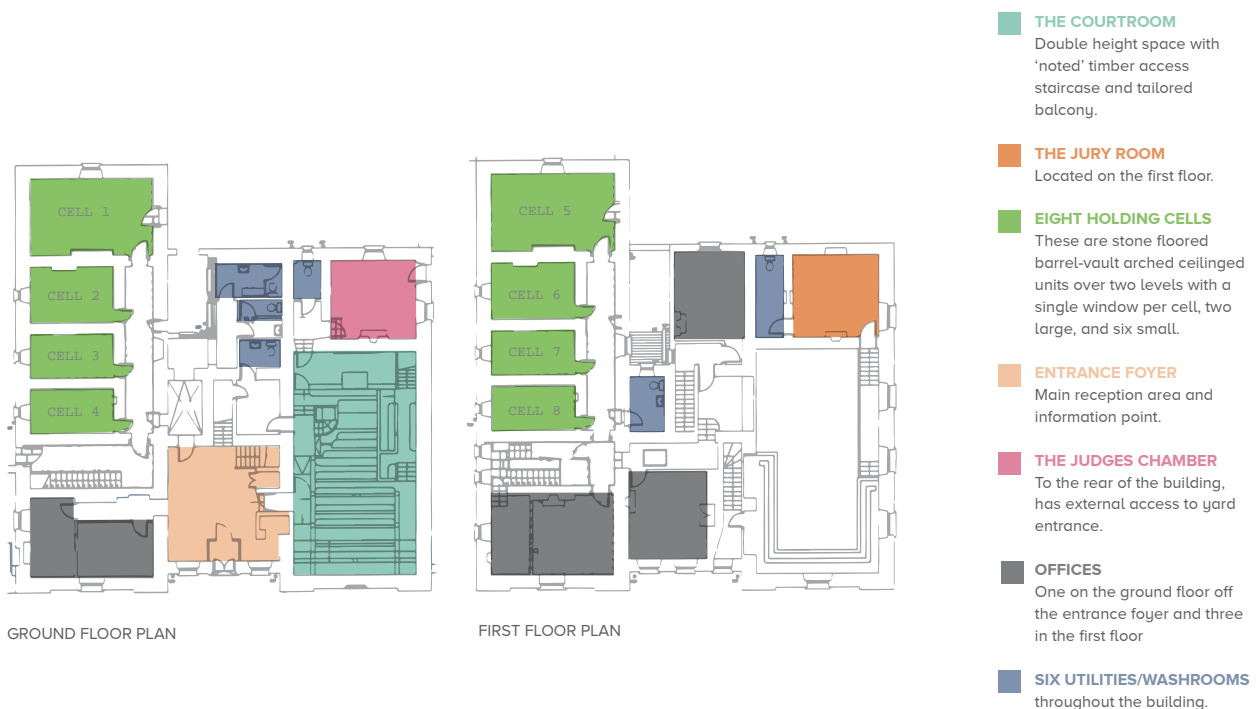 CELL 1
CELL 2
CELL 3
CELL 4
GROUND FLOOR PLAN
CELL 5
CELL 6
CELL 7
CELL 8
FIRST FLOOR PLAN
THE COURTROOM
Double height space with
‘noted’ timber access
staircase and tailored
balcony.
THE JURY ROOM
Located on the first floor.
EIGHT HOLDING CELLS
These are stone floored
barrel-vault arched ceilinged
units over two levels with a
single window per cell, two
large, and six small.
ENTRANCE FOYER
Main reception area and
information point.
THE JUDGES CHAMBER
To the rear of the building,
has external access to yard
entrance.
OFFICES
One on the ground floor off
the entrance foyer and three
in the first floor
SIX UTILITIES/WASHROOMS
throughout the building.